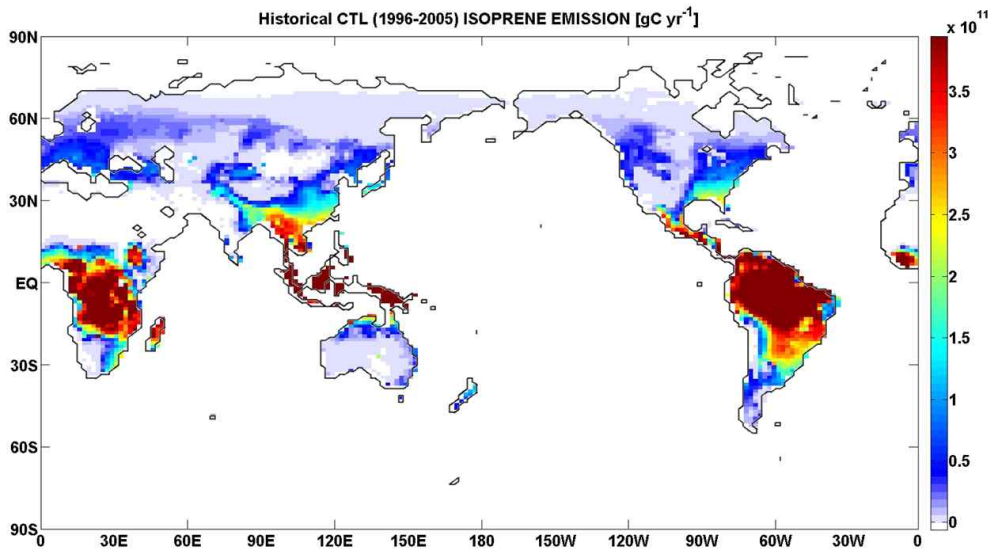 Historical CTL (1996-2005) ISOPRENE EMISSION [gC yr⁻¹]
x 10¹¹
90N
60N
30N
EQ
30S
60S
90S
0 30E 60E 90E 120E 150E 180 150W 120W 90W 60W 30W 0
3.5
3
2.5
2
1.5
1
0.5
0